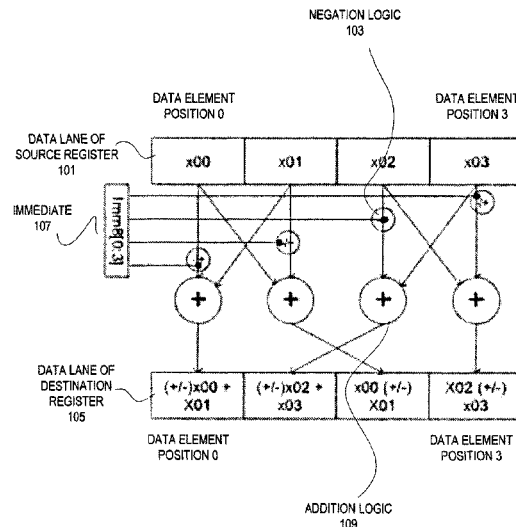 NEGATION LOGIC
103
DATA ELEMENT
POSITION 0
DATA ELEMENT
POSITION 3
DATA LANE OF
SOURCE REGISTER
101
x00 x01 x02 x03
IMMEDIATE
107
Imm8[0:3]
+/-
+ + + +
DATA LANE OF
DESTINATION
REGISTER
105
(+/-)x00 +
X01
(+/-)x02 +
x03
x00 (+/-)
X01
X02 (+/-)
x03
DATA ELEMENT
POSITION 0
DATA ELEMENT
POSITION 3
ADDITION LOGIC
109